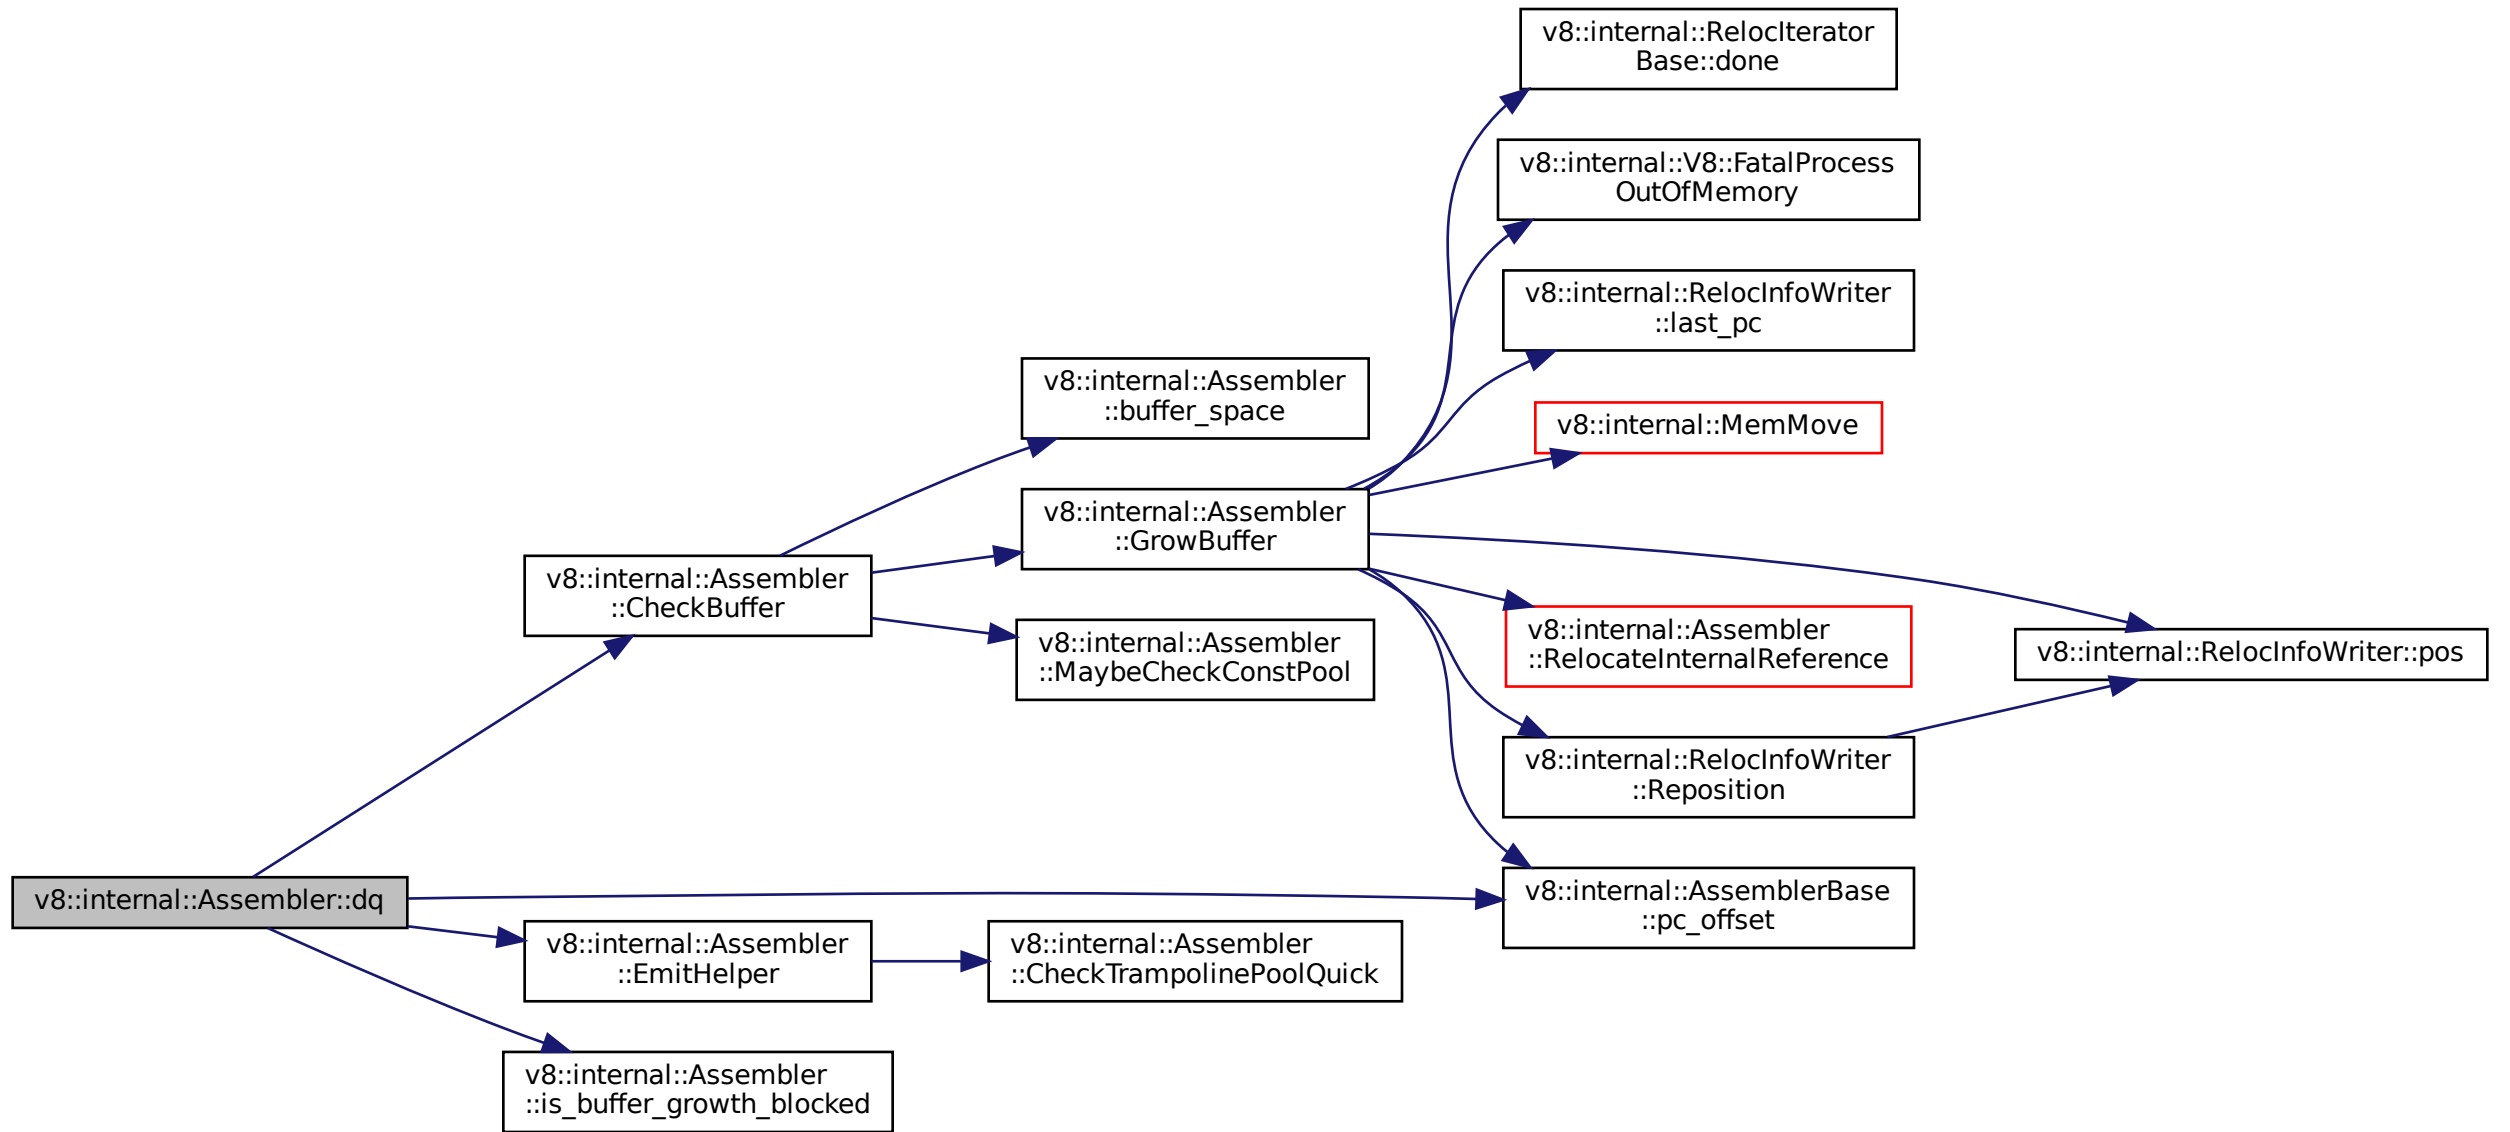 v8::internal::RelocIterator
Base::done
v8::internal::V8::FatalProcess
OutOfMemory
v8::internal::RelocInfoWriter
::last_pc
v8::internal::Assembler
::buffer_space
v8::internal::MemMove
v8::internal::Assembler
::GrowBuffer
v8::internal::Assembler
::CheckBuffer
v8::internal::Assembler
::MaybeCheckConstPool
v8::internal::Assembler
::RelocateInternalReference
v8::internal::RelocInfoWriter::pos
v8::internal::RelocInfoWriter
::Reposition
v8::internal::Assembler::dq
v8::internal::AssemblerBase
::pc_offset
v8::internal::Assembler
::EmitHelper
v8::internal::Assembler
::CheckTrampolinePoolQuick
v8::internal::Assembler
::is_buffer_growth_blocked